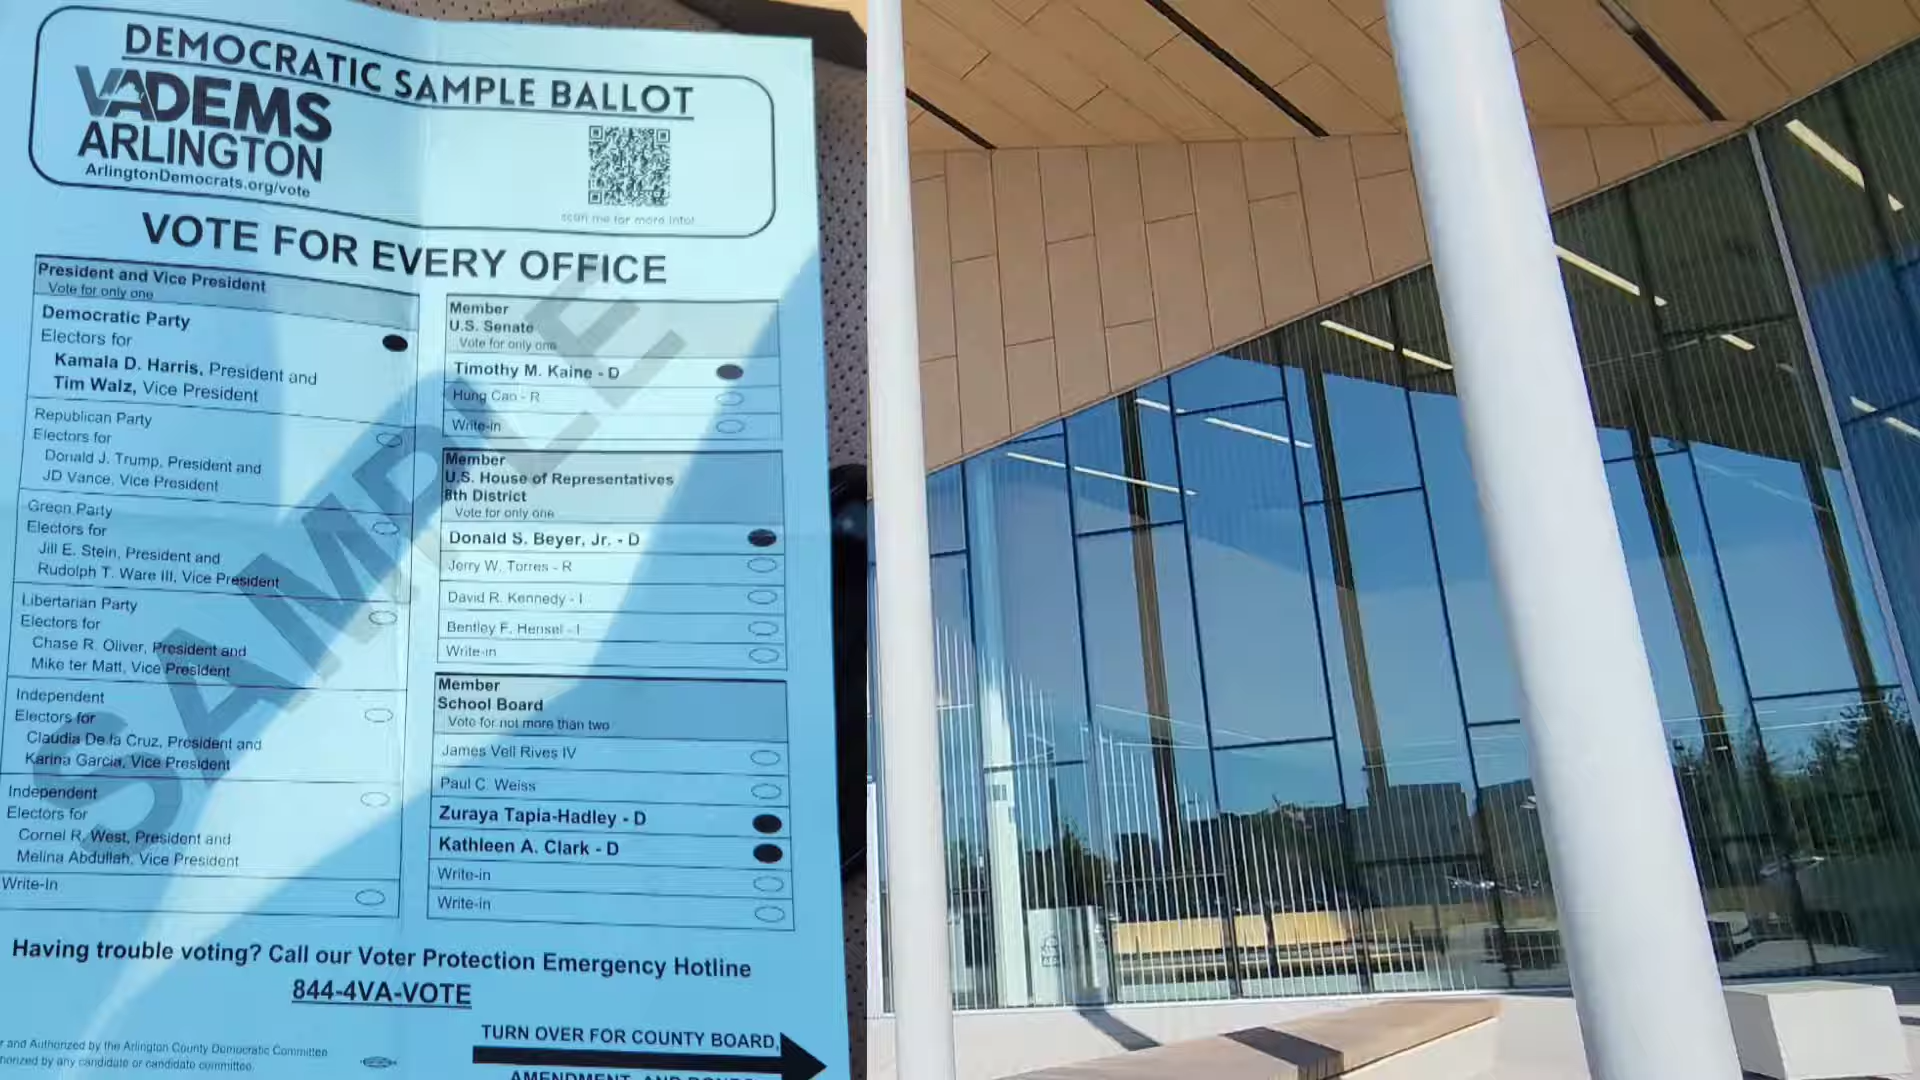 DEMOCRATIC SAMPLE BALLOT
VADEMS
ARLINGTON
ArlingtonDemocrats.org/vote
scan me for more info!
VOTE FOR EVERY OFFICE
President and Vice President
Vote for only one
Democratic Party
Electors for
Kamala D. Harris, President and
Tim Walz, Vice President
Republican Party
Electors for
Donald J. Trump, President and
JD Vance, Vice President
Green Party
Electors for
Jill E. Stein, President and
Rudolph T. Ware III, Vice President
Libertarian Party
Electors for
Chase R. Oliver, President and
Mike ter Maat, Vice President
Independent
Electors for
Claudia De la Cruz, President and
Karina Garcia, Vice President
Independent
Electors for
Cornel R. West, President and
Melina Abdullah, Vice President
Write-In
Member
U.S. Senate
Vote for only one
Timothy M. Kaine - D
Hung Cao - R
Write-in
Member
U.S. House of Representatives
8th District
Vote for only one
Donald S. Beyer, Jr. - D
Jerry W. Torres - R
David R. Kennedy - I
Bentley F. Hensel - I
Write-in
Member
School Board
Vote for not more than two
James Vell Rives IV
Paul C. Weiss
Zuraya Tapia-Hadley - D
Kathleen A. Clark - D
Write-in
Write-in
SAMPLE
Having trouble voting? Call our Voter Protection Emergency Hotline
844-4VA-VOTE
and Authorized by the Arlington County Democratic Committee
by any candidate or candidate committee.
TURN OVER FOR COUNTY BOARD,
AMENDMENT, AND BONDS